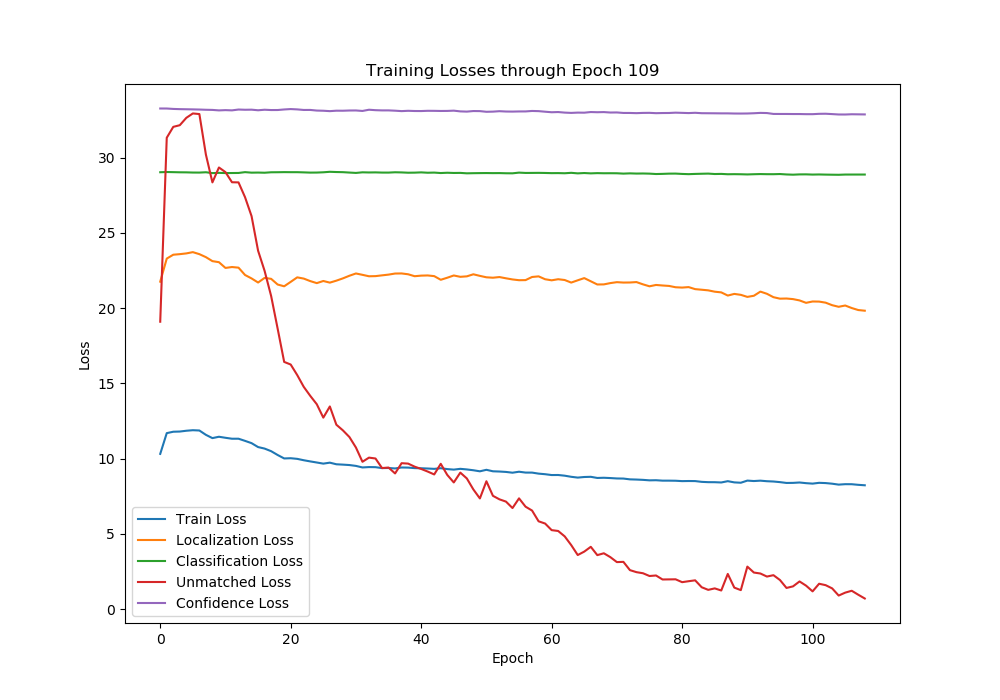 Training Losses through Epoch 109
Loss
30
25
20
15
10
5
0
Train Loss
Localization Loss
Classification Loss
Unmatched Loss
Confidence Loss
0 20 40 60 80 100
Epoch